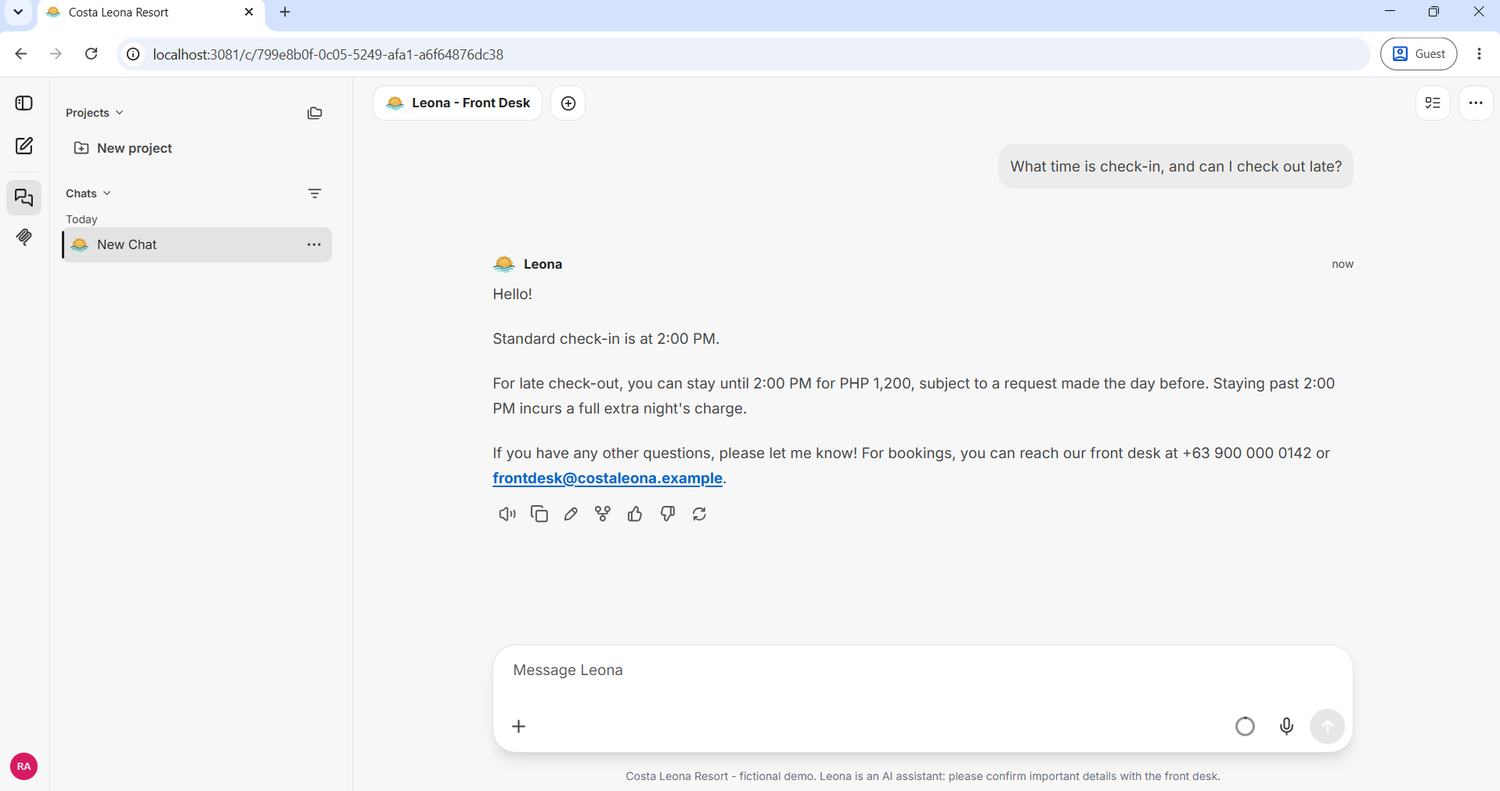 Costa Leona Resort
localhost:3081/c/799e8b0f-0c05-5249-afa1-a6f64876dc38
Guest
Projects
New project
Chats
Today
New Chat
RA
Leona - Front Desk
What time is check-in, and can I check out late?
Leona
now
Hello!
Standard check-in is at 2:00 PM.
For late check-out, you can stay until 2:00 PM for PHP 1,200, subject to a request made the day before. Staying past 2:00
PM incurs a full extra night's charge.
If you have any other questions, please let me know! For bookings, you can reach our front desk at +63 900 000 0142 or
frontdesk@costaleona.example.
Message Leona
Costa Leona Resort - fictional demo. Leona is an AI assistant: please confirm important details with the front desk.